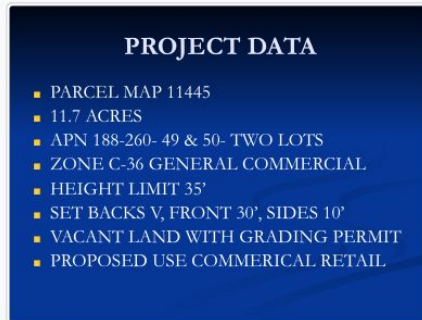 PROJECT DATA
PARCEL MAP 11445
11.7 ACRES
APN 188-260- 49 & 50- TWO LOTS
ZONE C-36 GENERAL COMMERCIAL
HEIGHT LIMIT 35’
SET BACKS V, FRONT 30’, SIDES 10’
VACANT LAND WITH GRADING PERMIT
PROPOSED USE COMMERICAL RETAIL